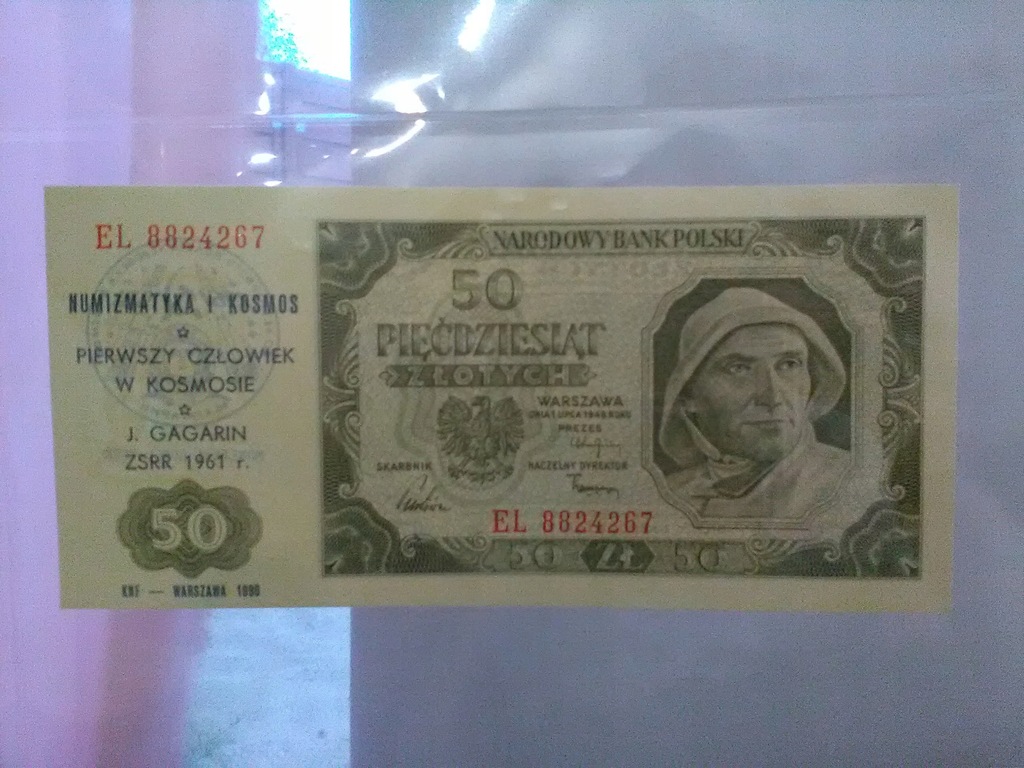 EL 8824267
NUMIZMATYKA I KOSMOS
PIERWSZY CZŁOWIEK
W KOSMOSIE
J. GAGARIN
ZSRR 1961 r.
50
KNF — WARSZAWA 1990
NARODOWY BANK POLSKI
50
PIĘĆDZIESIĄT
ZŁOTYCH
WARSZAWA
DNIA 1 LIPCA 1948 ROKU
PREZES
SKARBNIK
NACZELNY DYREKTOR
EL 8824267
50 ZŁ 50